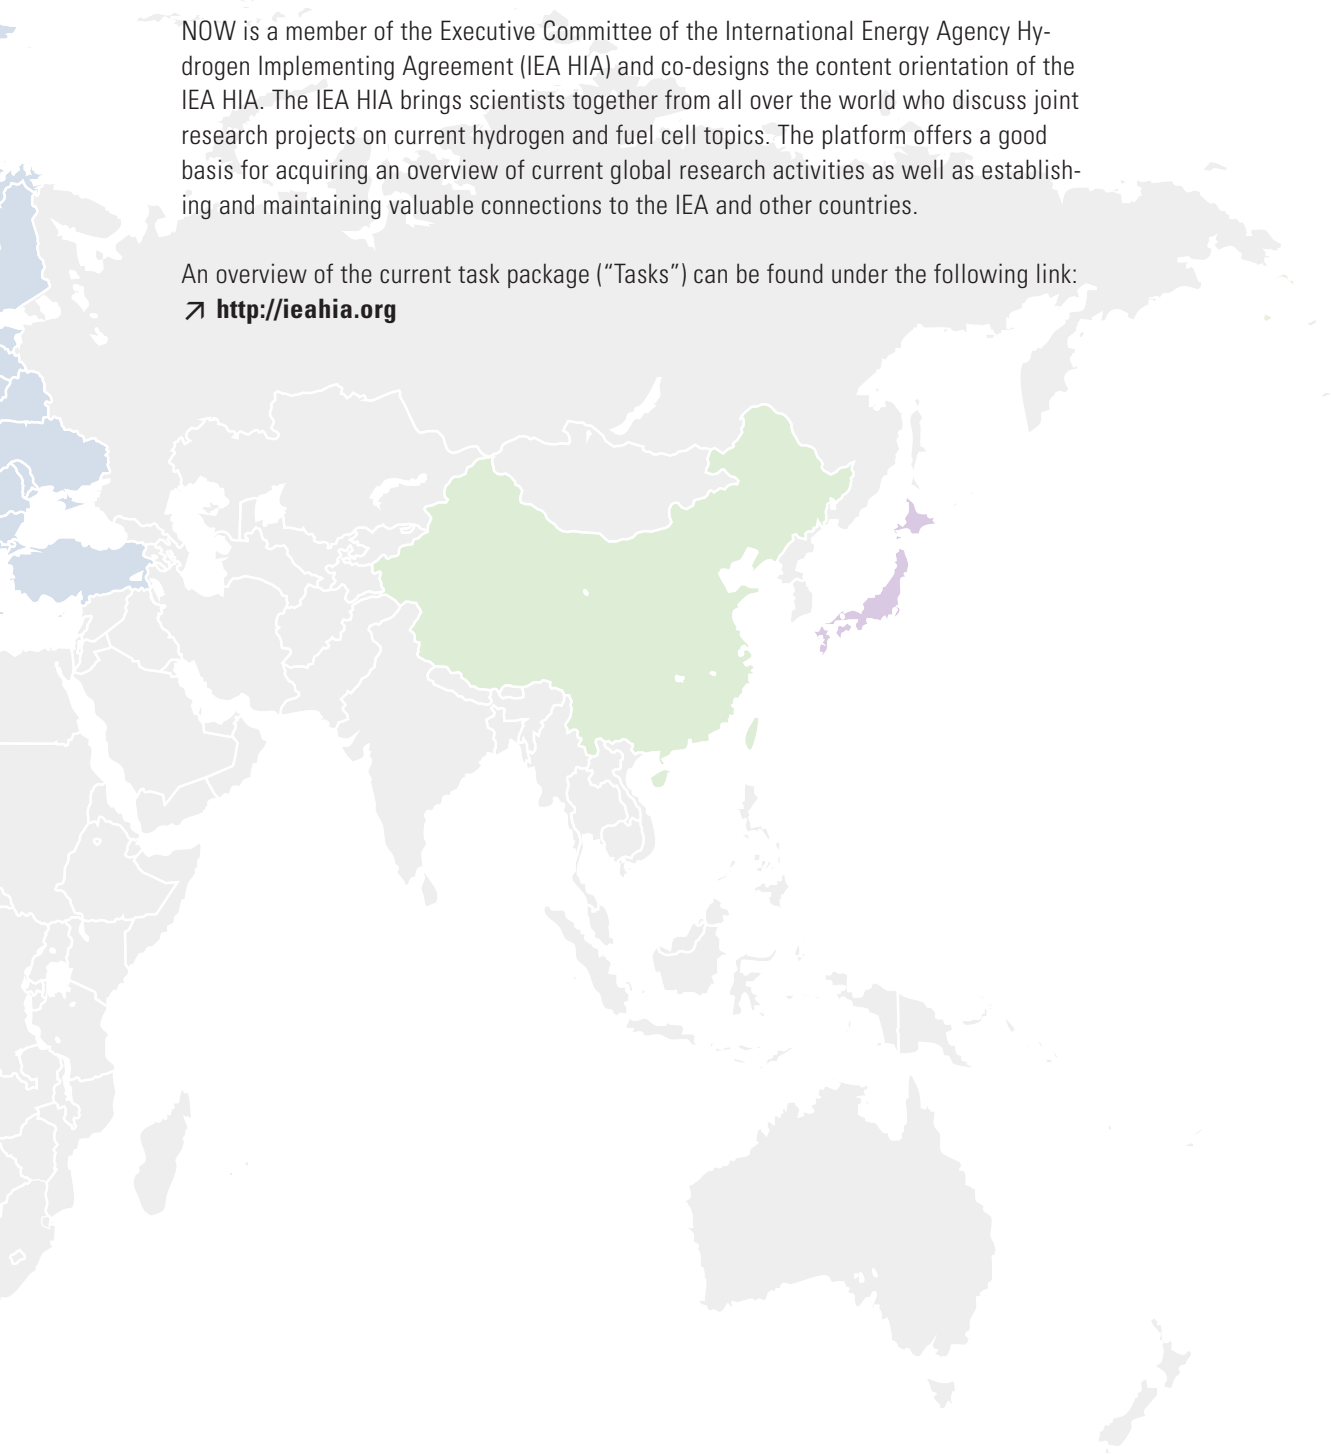 NOW is a member of the Executive Committee of the International Energy Agency Hy-
drogen Implementing Agreement (IEA HIA) and co-designs the content orientation of the
IEA HIA. The IEA HIA brings scientists together from all over the world who discuss joint
research projects on current hydrogen and fuel cell topics. The platform offers a good
basis for acquiring an overview of current global research activities as well as establish-
ing and maintaining valuable connections to the IEA and other countries.
An overview of the current task package (“Tasks”) can be found under the following link:
↗ http://ieahia.org